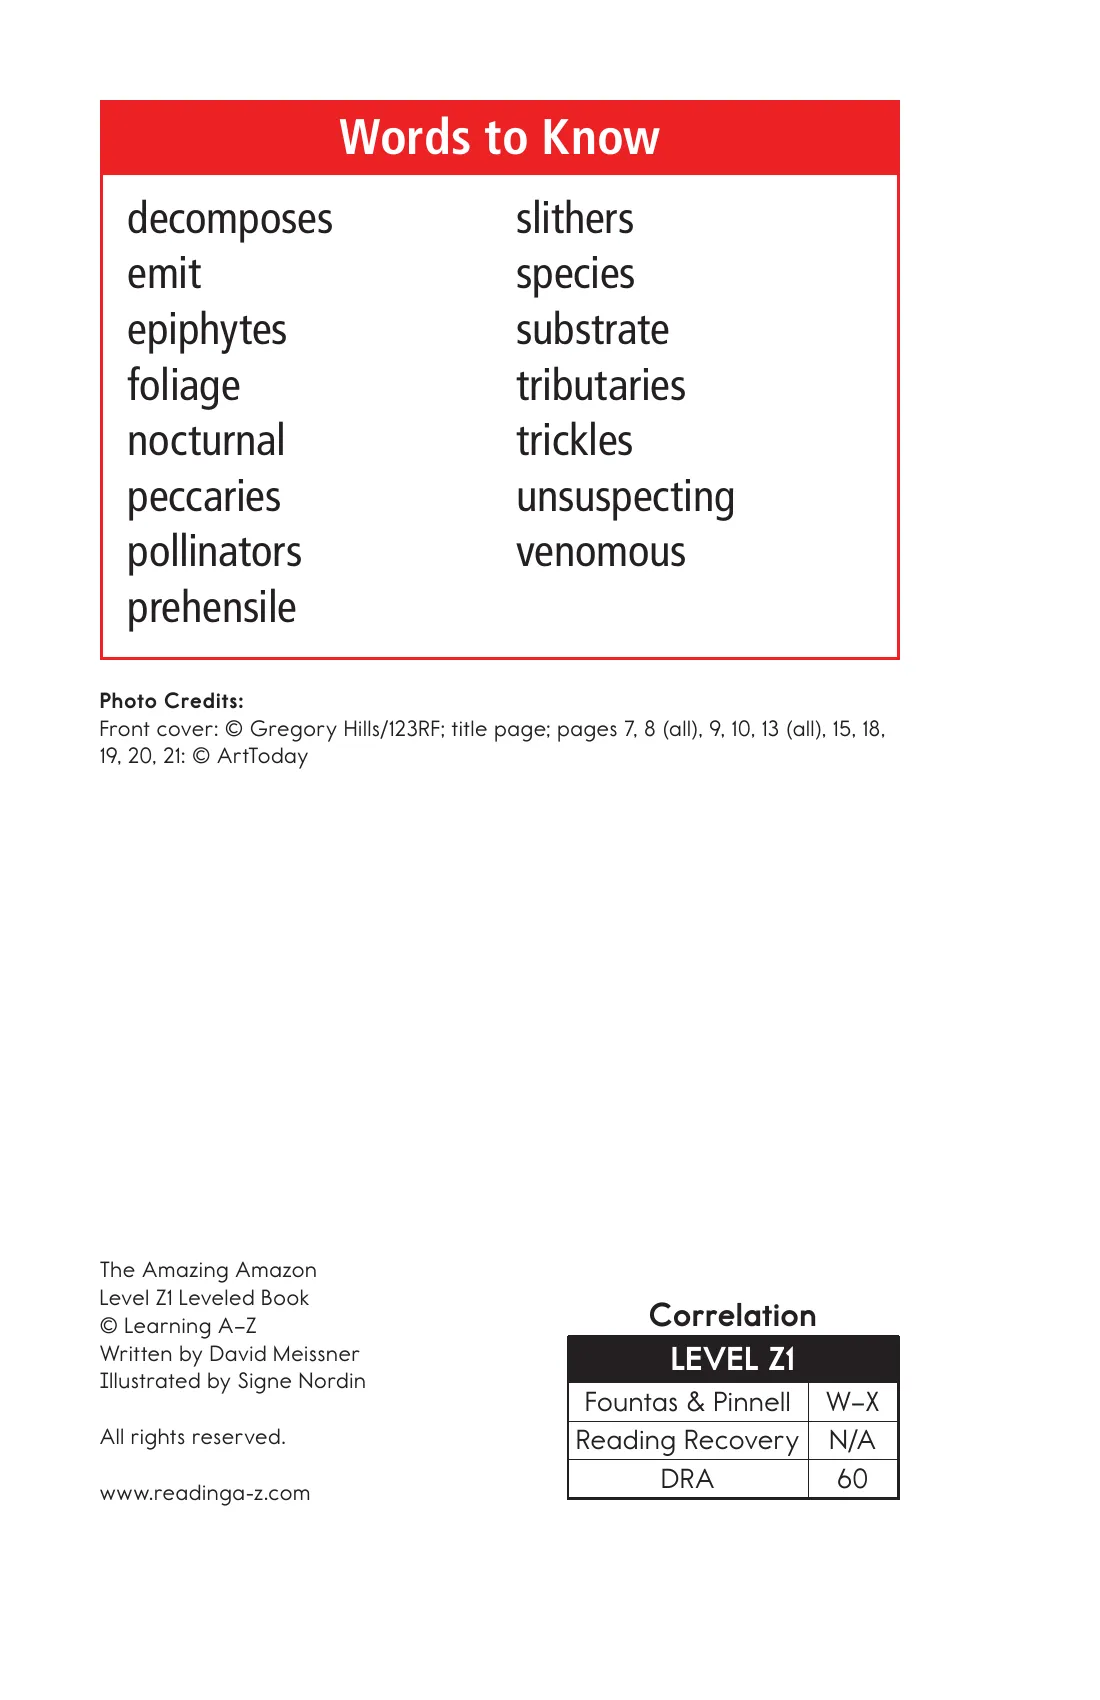 Words to Know
decomposes
emit
epiphytes
foliage
nocturnal
peccaries
pollinators
prehensile
slithers
species
substrate
tributaries
trickles
unsuspecting
venomous
Photo Credits:
Front cover: © Gregory Hills/123RF; title page; pages 7, 8 (all), 9, 10, 13 (all), 15, 18,
19, 20, 21: © ArtToday
The Amazing Amazon
Level Z1 Leveled Book
© Learning A–Z
Written by David Meissner
Illustrated by Signe Nordin
All rights reserved.
www.readinga-z.com
Correlation
LEVEL Z1
Fountas & Pinnell W–X
Reading Recovery N/A
DRA 60